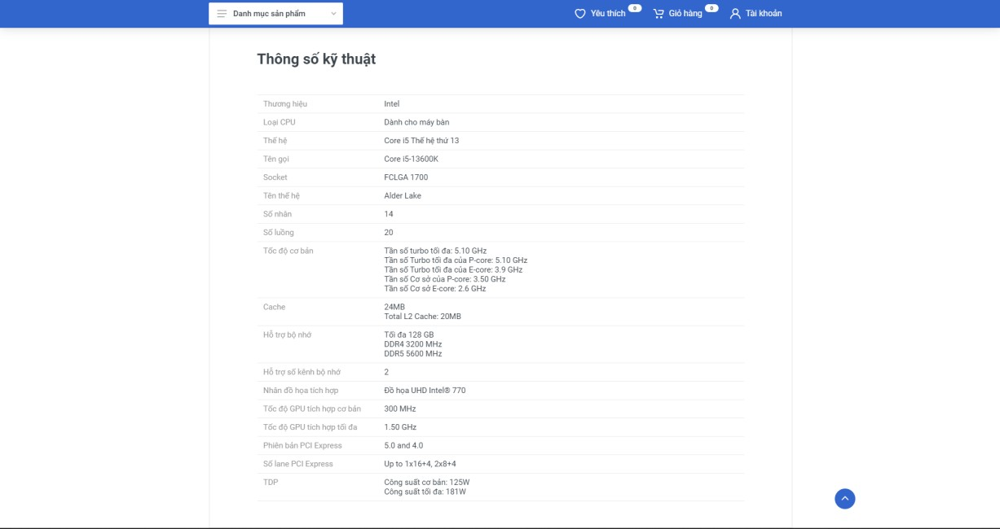 Danh mục sản phẩm
Yêu thích 0
Giỏ hàng 0
Tài khoản
Thông số kỹ thuật
Thương hiệu Intel
Loại CPU Dành cho máy bàn
Thế hệ Core i5 Thế hệ thứ 13
Tên gọi Core i5-13600K
Socket FCLGA 1700
Tên thế hệ Alder Lake
Số nhân 14
Số luồng 20
Tốc độ cơ bản Tần số turbo tối đa: 5.10 GHz
Tần số Turbo tối đa của P-core: 5.10 GHz
Tần số Turbo tối đa của E-core: 3.9 GHz
Tần số Cơ sở của P-core: 3.50 GHz
Tần số Cơ sở E-core: 2.6 GHz
Cache 24MB
Total L2 Cache: 20MB
Hỗ trợ bộ nhớ Tối đa 128 GB
DDR4 3200 MHz
DDR5 5600 MHz
Hỗ trợ số kênh bộ nhớ 2
Nhân đồ họa tích hợp Đồ họa UHD Intel® 770
Tốc độ GPU tích hợp cơ bản 300 MHz
Tốc độ GPU tích hợp tối đa 1.50 GHz
Phiên bản PCI Express 5.0 and 4.0
Số lane PCI Express Up to 1x16+4, 2x8+4
TDP Công suất cơ bản: 125W
Công suất tối đa: 181W